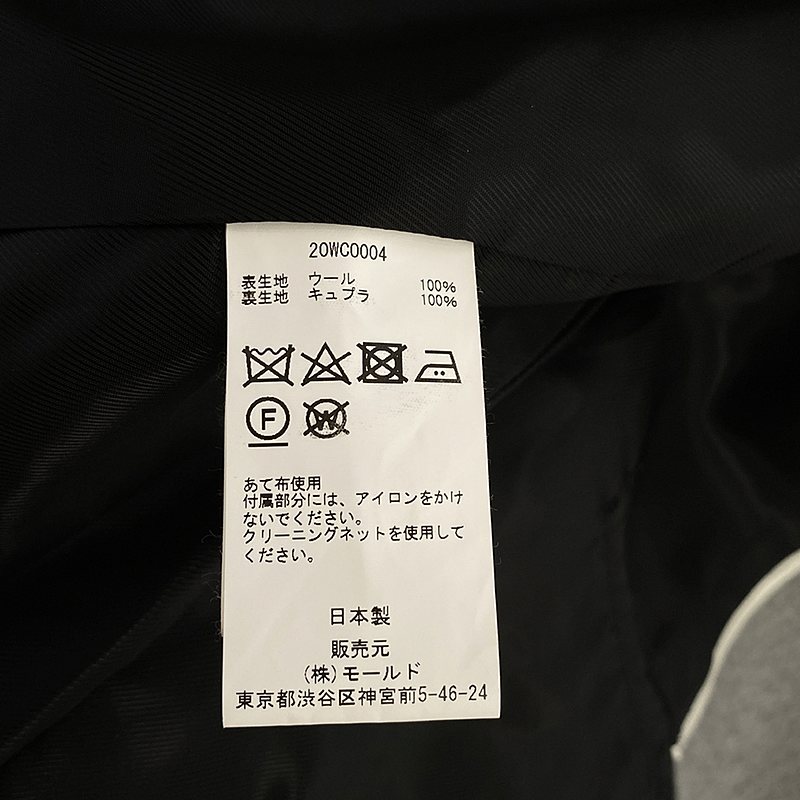 20WCO004
表生地 ウール 100%
裏生地 キュプラ 100%
F W
あて布使用
付属部分には、アイロンをかけ
ないでください。
クリーニングネットを使用して
ください。
日本製
販売元
(株)モールド
東京都渋谷区神宮前5-46-24